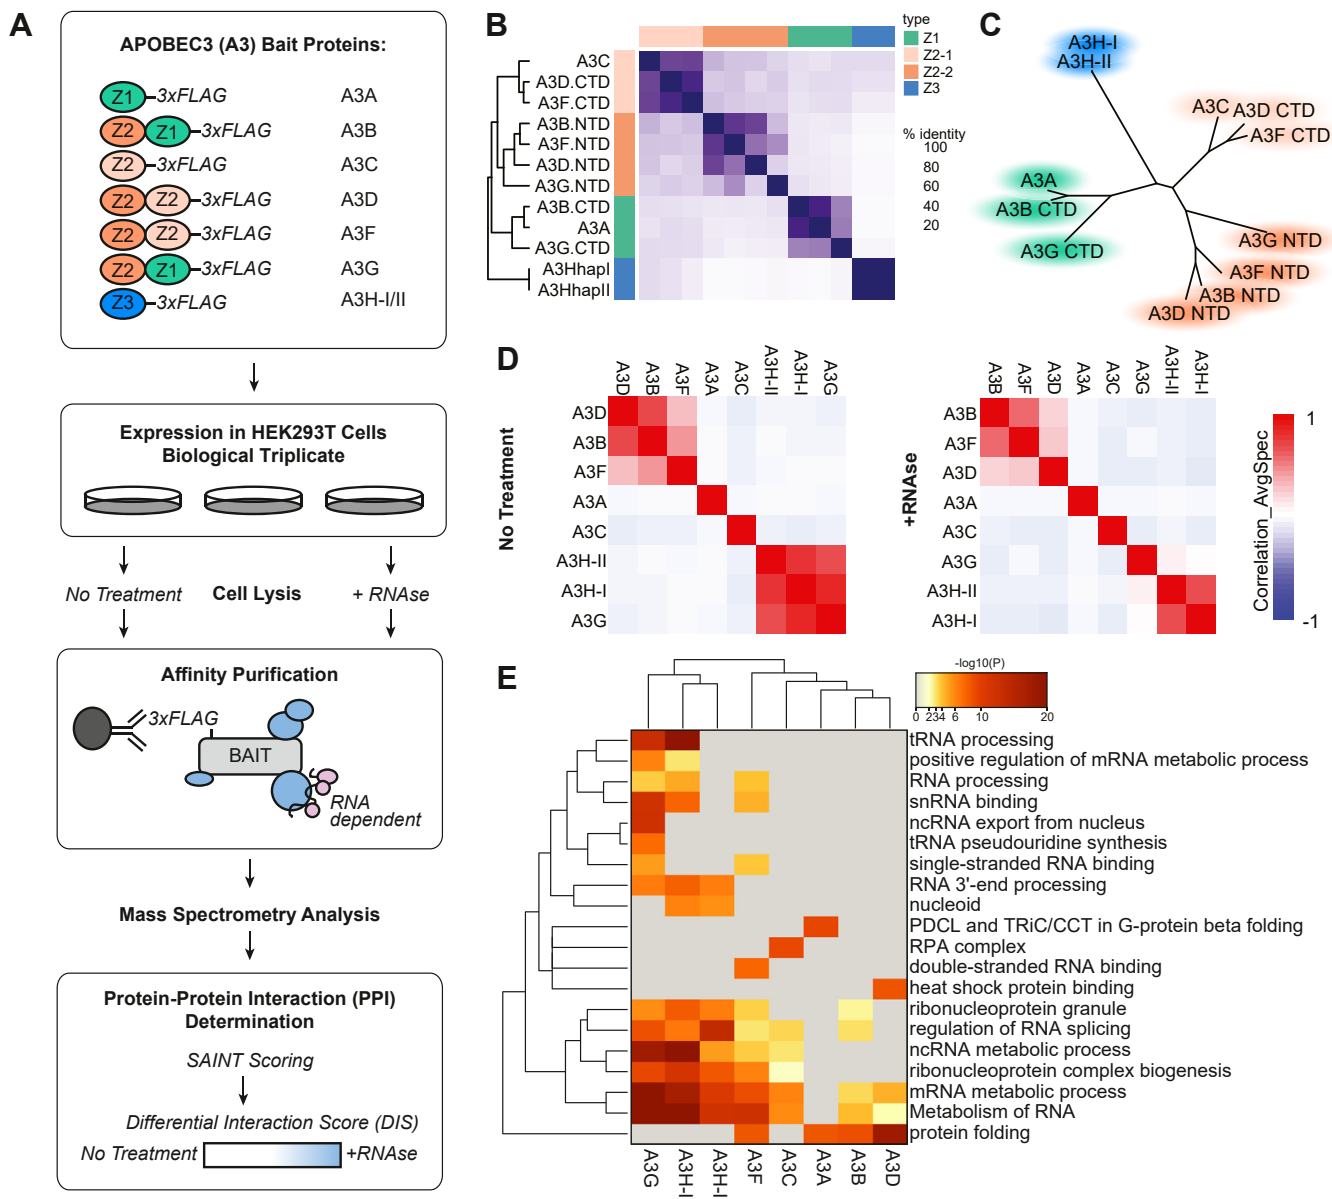 A
APOBEC3 (A3) Bait Proteins:
Z1 -3xFLAG A3A
Z2 Z1 -3xFLAG A3B
Z2 -3xFLAG A3C
Z2 Z2 -3xFLAG A3D
Z2 Z2 -3xFLAG A3F
Z2 Z1 -3xFLAG A3G
Z3 -3xFLAG A3H-I/II
Expression in HEK293T Cells
Biological Triplicate
No Treatment Cell Lysis + RNAse
Affinity Purification
3xFLAG
BAIT
RNA
dependent
Mass Spectrometry Analysis
Protein-Protein Interaction (PPI)
Determination
SAINT Scoring
Differential Interaction Score (DIS)
No Treatment +RNAse
B
A3C
A3D.CTD
A3F.CTD
A3B.NTD
A3F.NTD
A3D.NTD
A3G.NTD
A3B.CTD
A3A
A3G.CTD
A3HhapI
A3HhapII
type
Z1
Z2-1
Z2-2
Z3
% identity
100
80
60
40
20
C
A3H-I
A3H-II
A3C A3D CTD
A3F CTD
A3A
A3B CTD
A3G CTD
A3G NTD
A3F NTD
A3B NTD
A3D NTD
D
No Treatment
A3D A3B A3F A3A A3C A3H-II A3H-I A3G
A3D
A3B
A3F
A3A
A3C
A3H-II
A3H-I
A3G
+RNAse
A3B A3F A3D A3A A3C A3G A3H-II A3H-I
A3B
A3F
A3D
A3A
A3C
A3G
A3H-II
A3H-I
Correlation_AvgSpec
1
-1
E
-log10(P)
0 2 3 4 6 10 20
tRNA processing
positive regulation of mRNA metabolic process
RNA processing
snRNA binding
ncRNA export from nucleus
tRNA pseudouridine synthesis
single-stranded RNA binding
RNA 3'-end processing
nucleoid
PDCL and TRiC/CCT in G-protein beta folding
RPA complex
double-stranded RNA binding
heat shock protein binding
ribonucleoprotein granule
regulation of RNA splicing
ncRNA metabolic process
ribonucleoprotein complex biogenesis
mRNA metabolic process
Metabolism of RNA
protein folding
A3G A3H-I A3H-I A3F A3C A3A A3B A3D